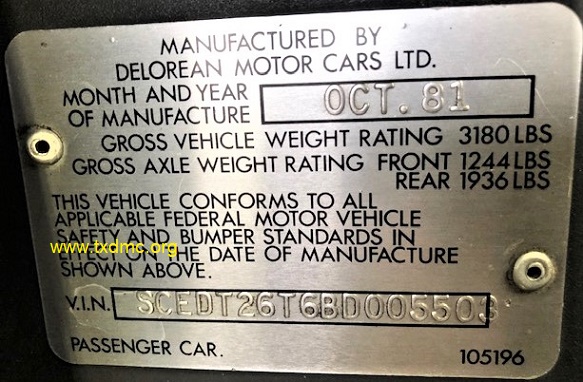 MANUFACTURED BY
DELOREAN MOTOR CARS LTD.
MONTH AND YEAR
OF MANUFACTURE
OCT. 81
GROSS VEHICLE WEIGHT RATING 3180 LBS
GROSS AXLE WEIGHT RATING FRONT 1244 LBS
REAR 1936 LBS
THIS VEHICLE CONFORMS TO ALL
APPLICABLE FEDERAL MOTOR VEHICLE
SAFETY AND BUMPER STANDARDS IN
www.txdmc.org
EFFECT ON THE DATE OF MANUFACTURE
SHOWN ABOVE.
V.I.N. SCEDT26T6BD005503
PASSENGER CAR. 105196